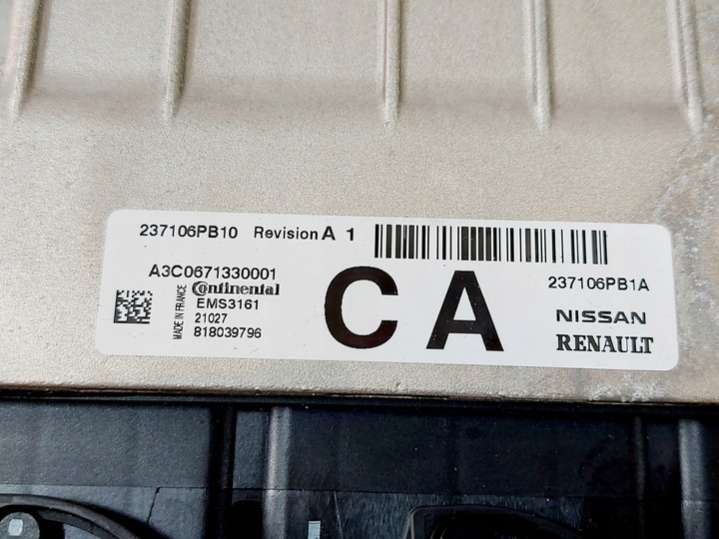 237106PB10 Revision A 1
A3C0671330001
MADE IN FRANCE
Continental
EMS3161
21027
818039796
CA
237106PB1A
NISSAN
RENAULT